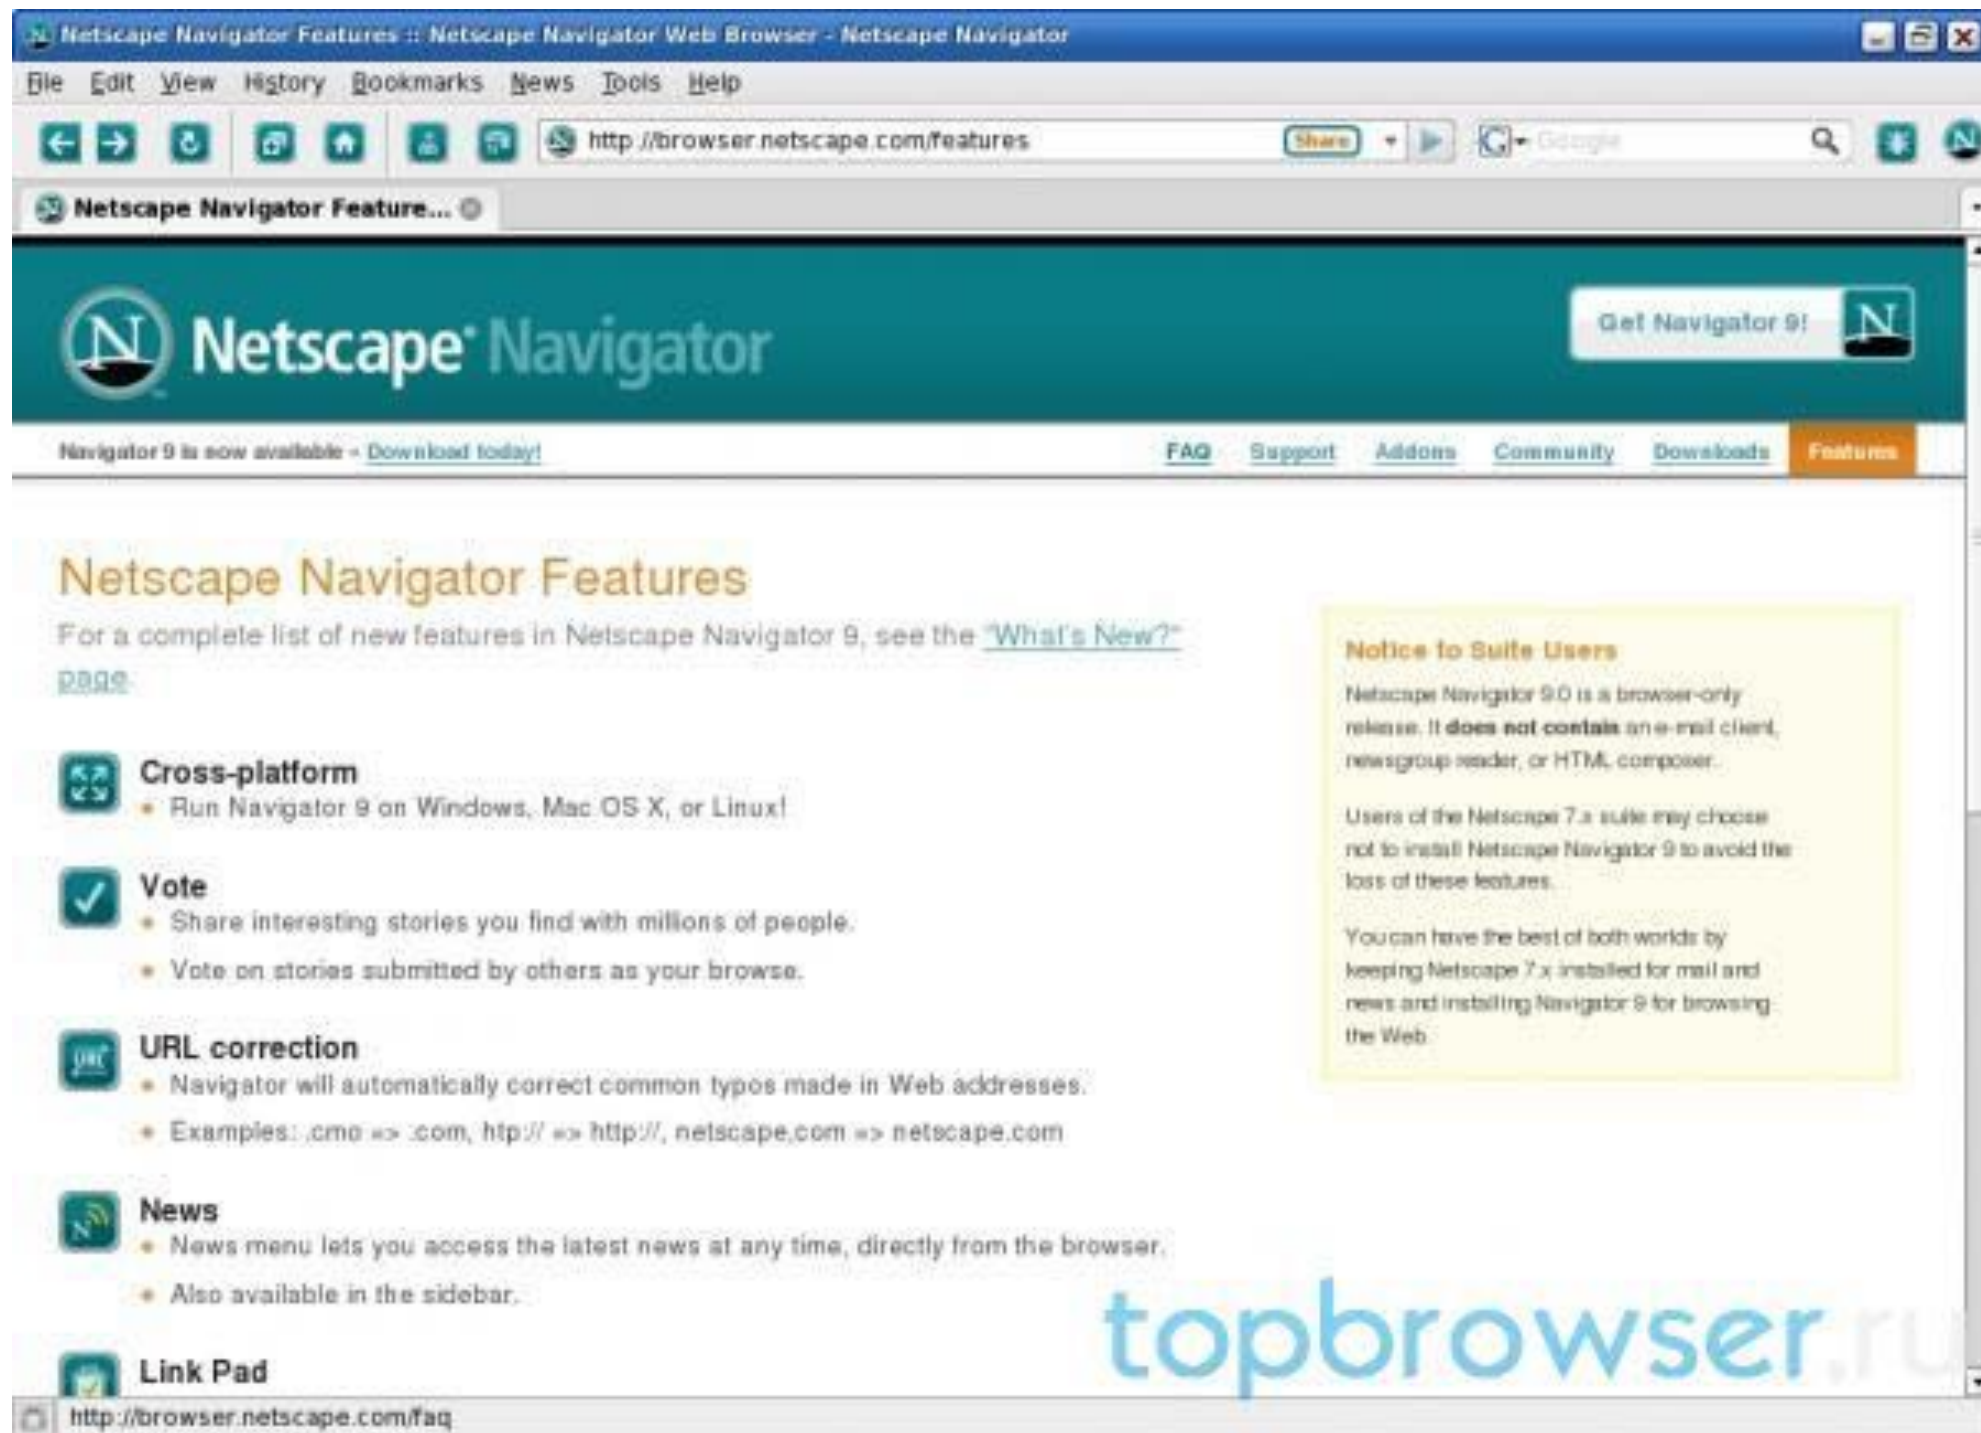 Netscape Navigator Features :: Netscape Navigator Web Browser - Netscape Navigator
File Edit View History Bookmarks News Tools Help
http://browser.netscape.com/features Share Google
Netscape Navigator Feature...
Netscape Navigator
Get Navigator 9!
Navigator 9 is now available - Download today!
FAQ Support Addons Community Downloads Features
Netscape Navigator Features
For a complete list of new features in Netscape Navigator 9, see the "What's New?"
page.
Cross-platform
Run Navigator 9 on Windows, Mac OS X, or Linux!
Vote
Share interesting stories you find with millions of people.
Vote on stories submitted by others as your browse.
URL correction
Navigator will automatically correct common typos made in Web addresses.
Examples: .cmo => .com, htp:// => http://, netscape,com => netscape.com
News
News menu lets you access the latest news at any time, directly from the browser.
Also available in the sidebar.
Link Pad
Notice to Suite Users
Netscape Navigator 9.0 is a browser-only
release. It does not contain an e-mail client,
newsgroup reader, or HTML composer.
Users of the Netscape 7.x suite may choose
not to install Netscape Navigator 9 to avoid the
loss of these features.
You can have the best of both worlds by
keeping Netscape 7.x installed for mail and
news and installing Navigator 9 for browsing
the Web.
topbrowser.ru
http://browser.netscape.com/faq